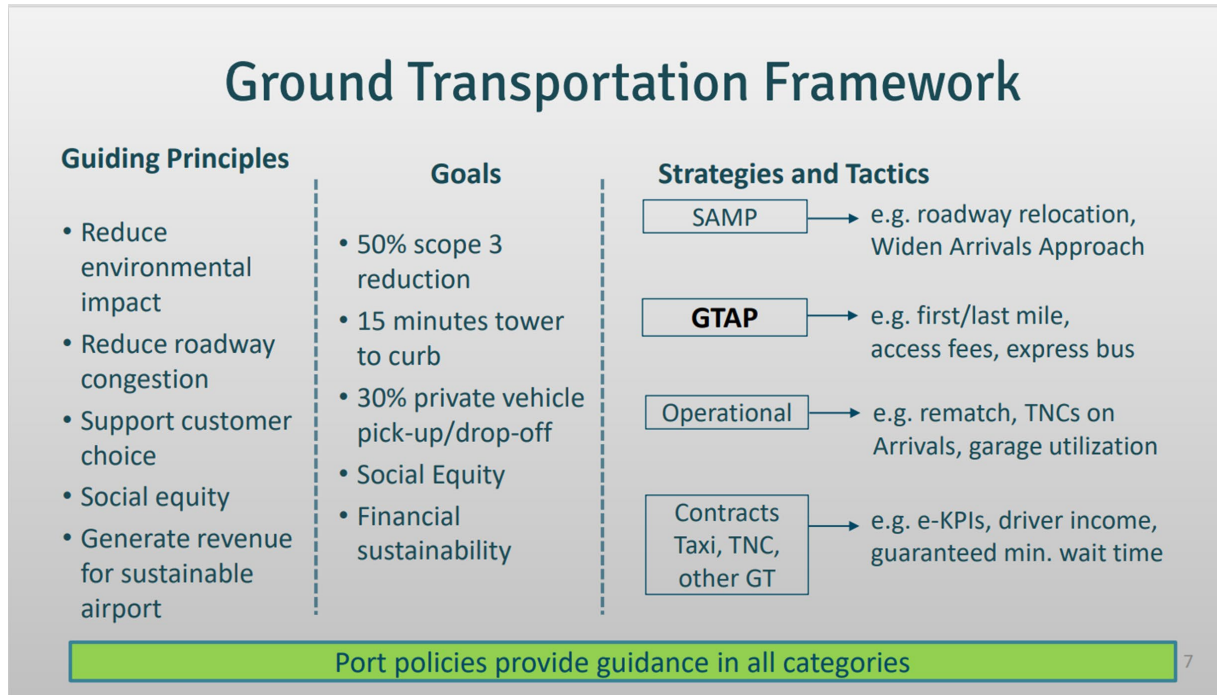 Ground Transportation Framework
Guiding Principles
• Reduce
environmental
impact
• Reduce roadway
congestion
• Support customer
choice
• Social equity
• Generate revenue
for sustainable
airport
Goals
• 50% scope 3
reduction
• 15 minutes tower
to curb
• 30% private vehicle
pick-up/drop-off
• Social Equity
• Financial
sustainability
Strategies and Tactics
SAMP
e.g. roadway relocation,
Widen Arrivals Approach
GTAP
e.g. first/last mile,
access fees, express bus
Operational
e.g. rematch, TNCs on
Arrivals, garage utilization
Contracts
Taxi, TNC,
other GT
e.g. e-KPIs, driver income,
guaranteed min. wait time
Port policies provide guidance in all categories
7